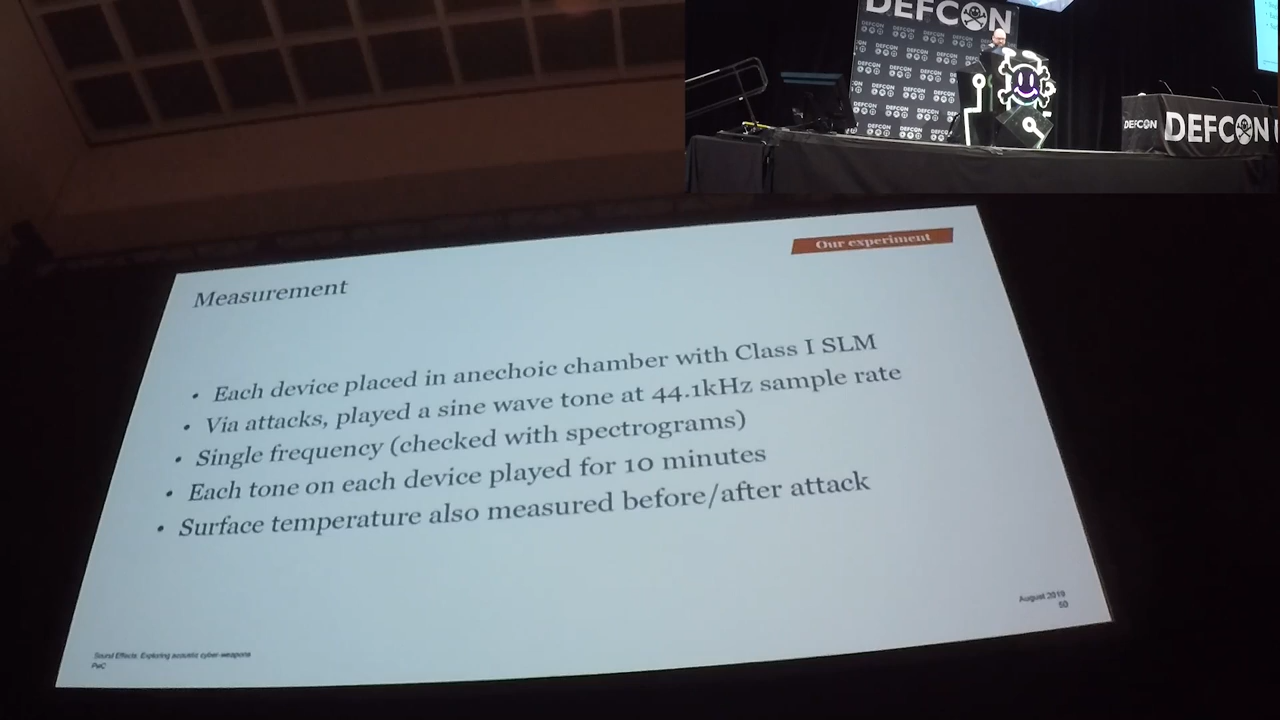 DEFCON
DEFCON
DEFCON
Our experiment
Measurement
• Each device placed in anechoic chamber with Class I SLM
• Via attacks, played a sine wave tone at 44.1kHz sample rate
• Single frequency (checked with spectrograms)
• Each tone on each device played for 10 minutes
• Surface temperature also measured before/after attack
August 2019
50
Sound Effects: Exploring acoustic cyber-weapons
PwC